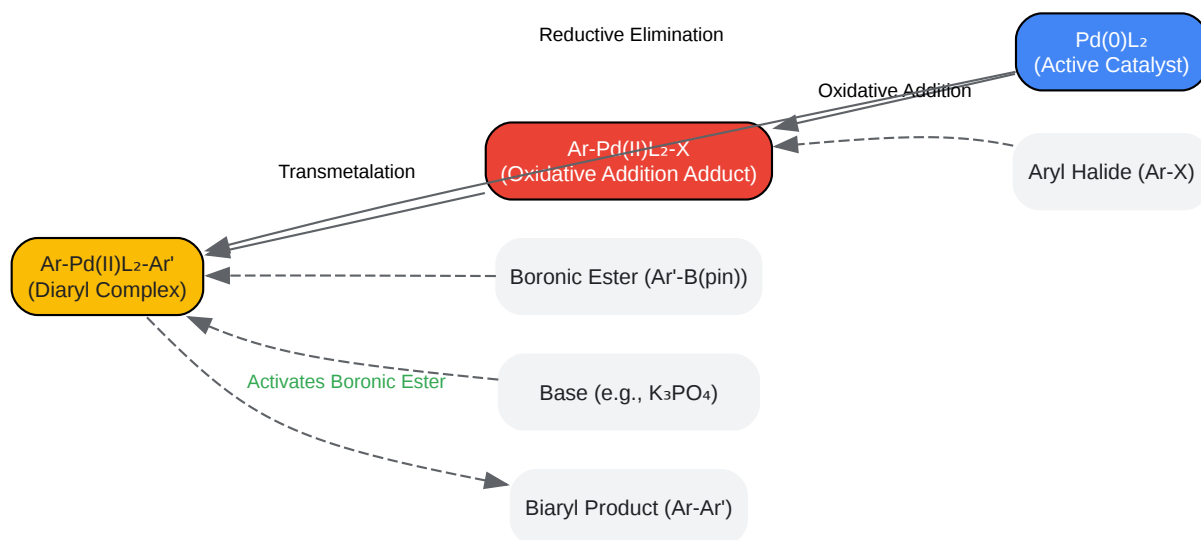 Reductive Elimination
Pd(0)L₂
(Active Catalyst)
Oxidative Addition
Ar-Pd(II)L₂-X
(Oxidative Addition Adduct)
Aryl Halide (Ar-X)
Transmetalation
Ar-Pd(II)L₂-Ar'
(Diaryl Complex)
Boronic Ester (Ar'-B(pin))
Activates Boronic Ester
Base (e.g., K₃PO₄)
Biaryl Product (Ar-Ar')